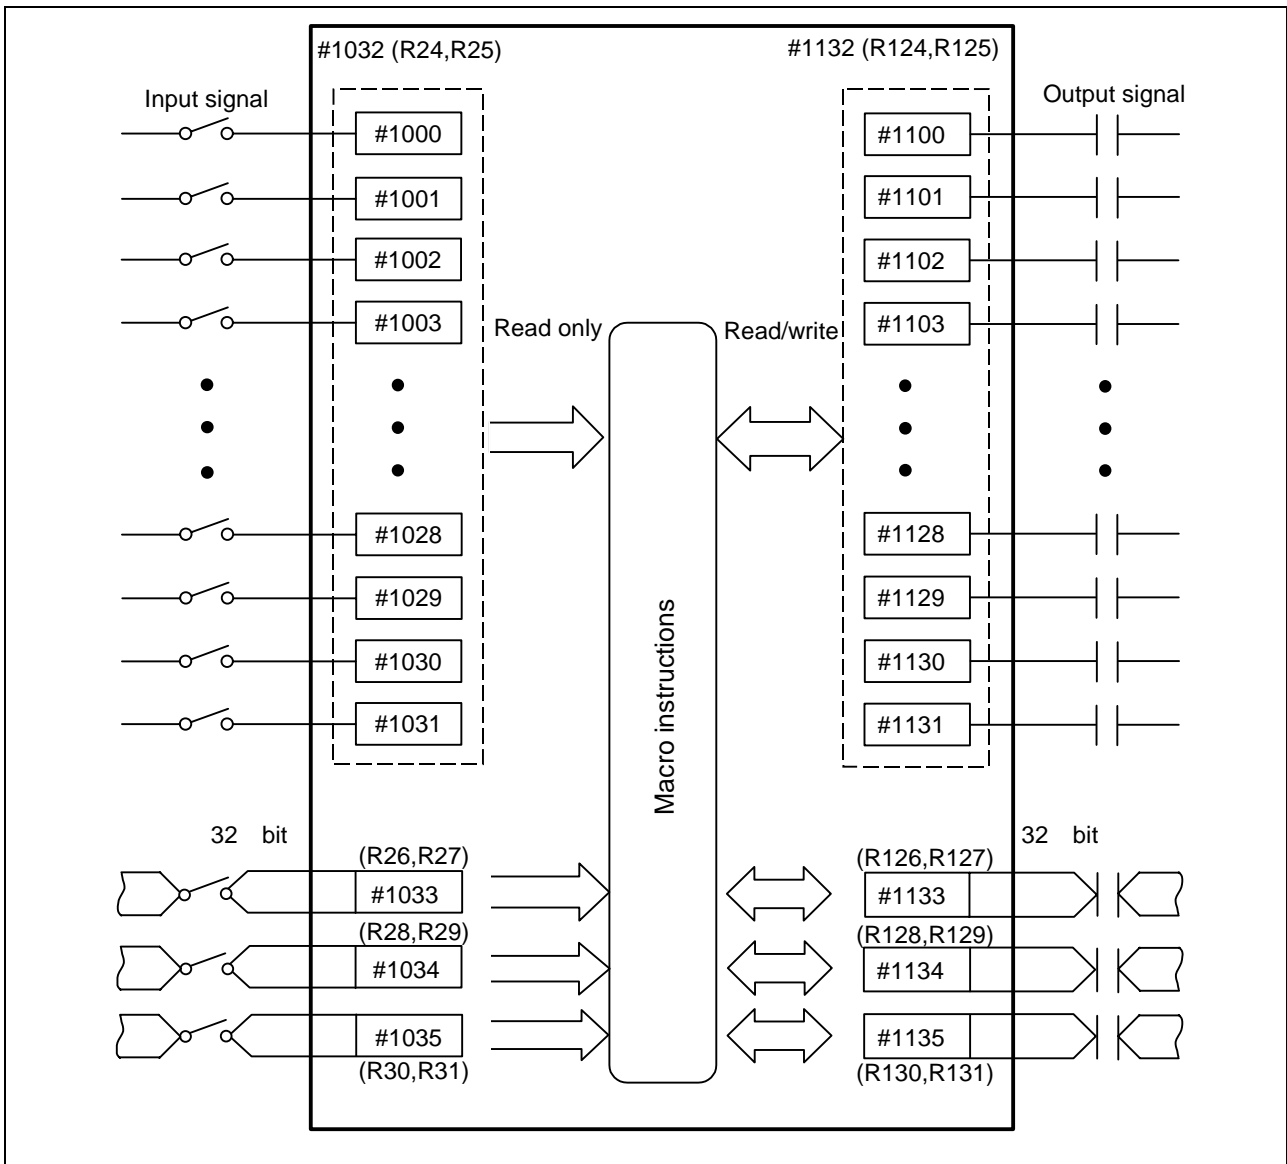 #1032 (R24,R25) #1132 (R124,R125)
Input signal Output signal
#1000 #1100
#1001 #1101
#1002 #1102
#1003 Read only Read/write #1103
#1028 #1128
#1029 #1129
#1030 #1130
#1031 #1131
Macro instructions
32 bit 32 bit
(R26,R27) (R126,R127)
#1033 #1133
(R28,R29) (R128,R129)
#1034 #1134
#1035 #1135
(R30,R31) (R130,R131)